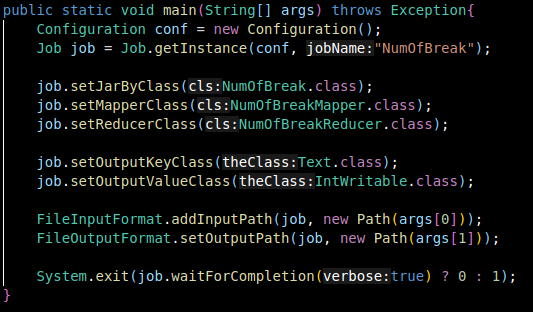 public static void main(String[] args) throws Exception{
Configuration conf = new Configuration();
Job job = Job.getInstance(conf, jobName:"NumOfBreak");
job.setJarByClass(cls:NumOfBreak.class);
job.setMapperClass(cls:NumOfBreakMapper.class);
job.setReducerClass(cls:NumOfBreakReducer.class);
job.setOutputKeyClass(theClass:Text.class);
job.setOutputValueClass(theClass:IntWritable.class);
FileInputFormat.addInputPath(job, new Path(args[0]));
FileOutputFormat.setOutputPath(job, new Path(args[1]));
System.exit(job.waitForCompletion(verbose:true) ? 0 : 1);
}